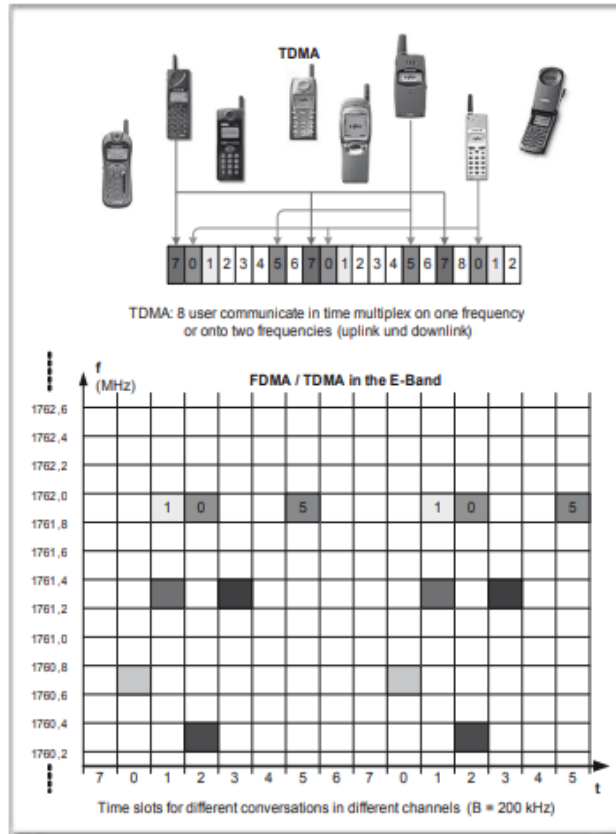 TDMA
7 0 1 2 3 4 5 6 7 0 1 2 3 4 5 6 7 8 0 1 2
TDMA: 8 user communicate in time multiplex on one frequency
or onto two frequencies (uplink und downlink)
f
(MHz)
FDMA / TDMA in the E-Band
1762,6
1762,4
1762,2
1762,0
1 0 5 1 0 5
1761,8
1761,6
1761,4
1761,2
1761,0
1760,8
1760,6
1760,4
1760,2
7 0 1 2 3 4 5 6 7 0 1 2 3 4 5
t
Time slots for different conversations in different channels (B = 200 kHz)